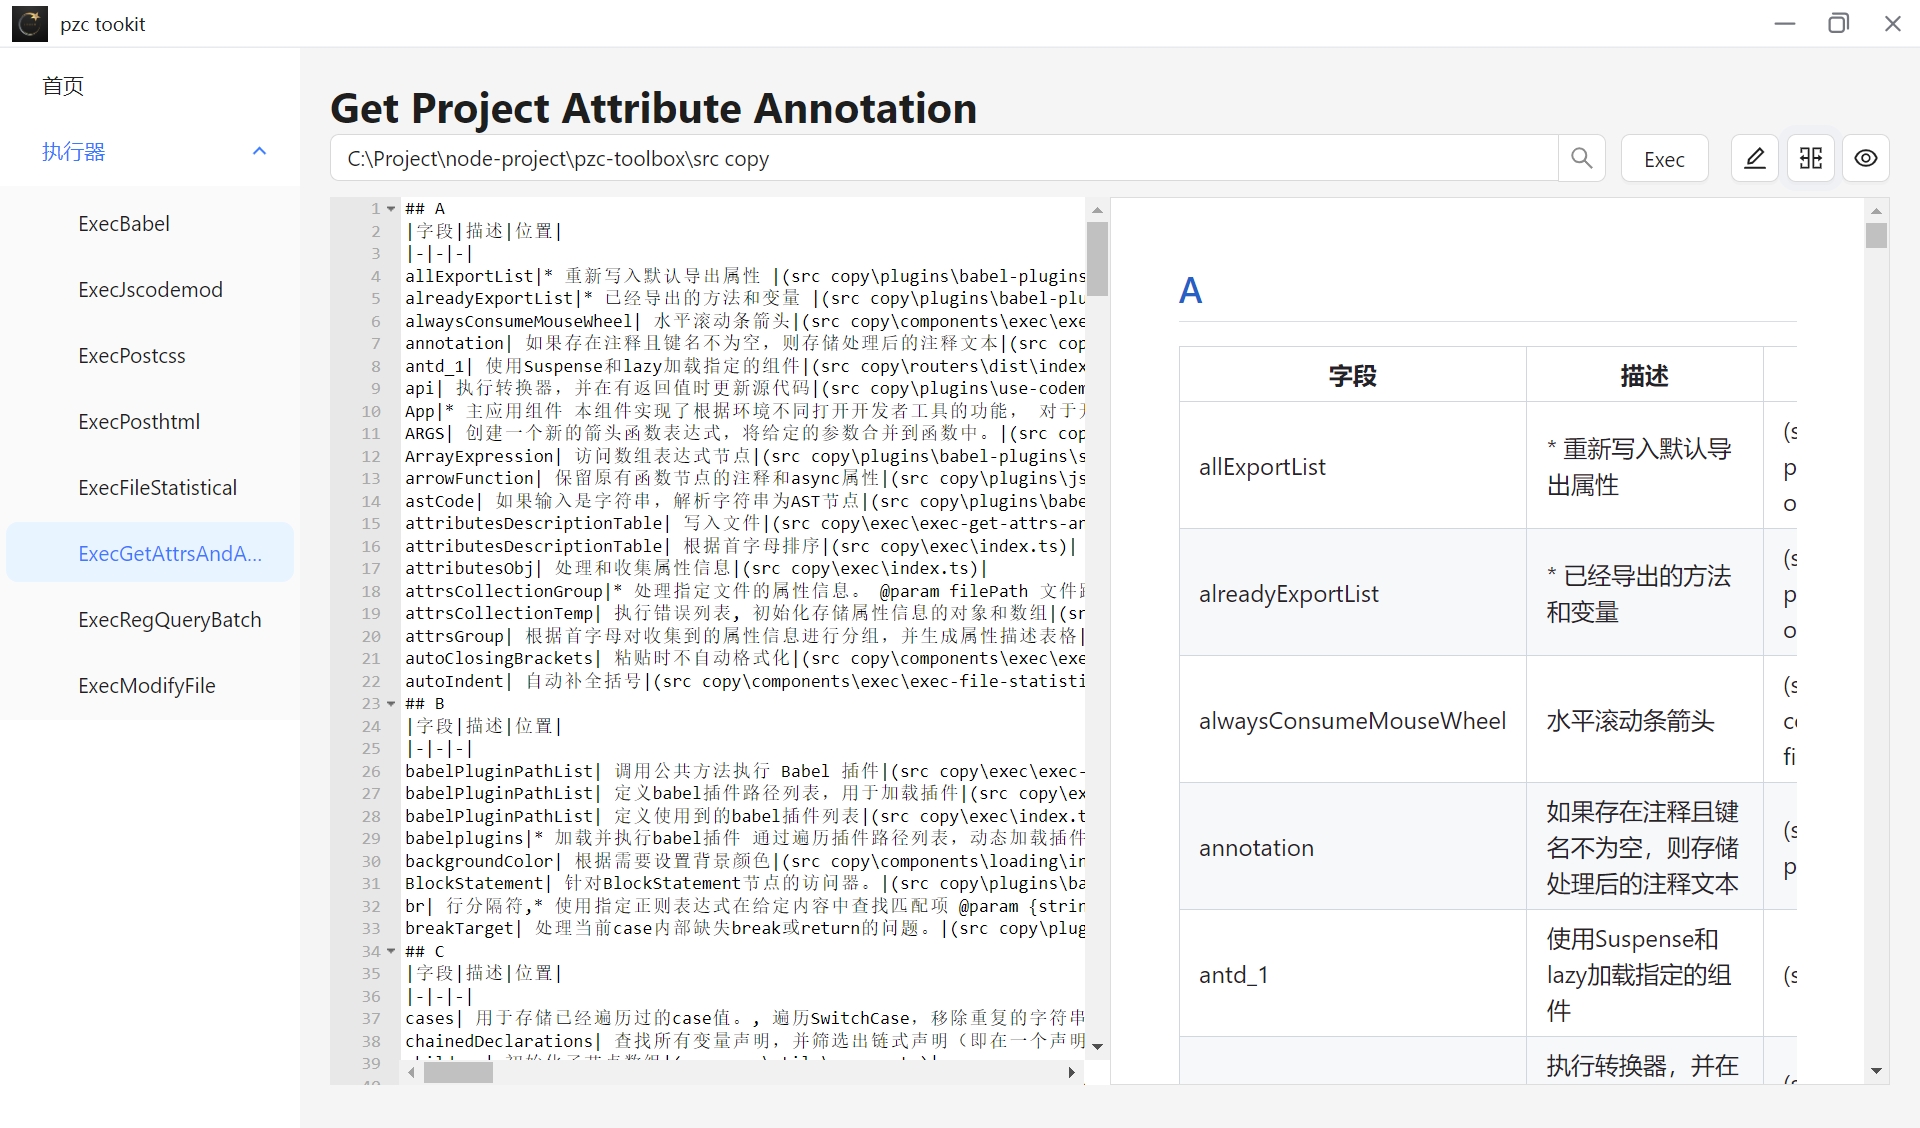 pzc tookit
首页
执行器
ExecBabel
ExecJscodemod
ExecPostcss
ExecPosthtml
ExecFileStatistical
ExecGetAttrsAndA...
ExecRegQueryBatch
ExecModifyFile
Get Project Attribute Annotation
C:\Project\node-project\pzc-toolbox\src copy
Exec
1 ## A
2 |字段|描述|位置|
3 |-|-|-|
4 allExportList|* 重新写入默认导出属性 |(src copy\plugins\babel-plugins
5 alreadyExportList|* 已经导出的方法和变量 |(src copy\plugins\babel-plu
6 alwaysConsumeMouseWheel| 水平滚动条箭头|(src copy\components\exec\exe
7 annotation| 如果存在注释且键名不为空，则存储处理后的注释文本|(src cop
8 antd_1| 使用Suspense和lazy加载指定的组件|(src copy\routers\dist\index
9 api| 执行转换器，并在有返回值时更新源代码|(src copy\plugins\use-codem
10 App|* 主应用组件 本组件实现了根据环境不同打开开发者工具的功能， 对于
11 ARGS| 创建一个新的箭头函数表达式，将给定的参数合并到函数中。|(src cop
12 ArrayExpression| 访问数组表达式节点|(src copy\plugins\babel-plugins\s
13 arrowFunction| 保留原有函数节点的注释和async属性|(src copy\plugins\js
14 astCode| 如果输入是字符串，解析字符串为AST节点|(src copy\plugins\babe
15 attributesDescriptionTable| 写入文件|(src copy\exec\exec-get-attrs-ar
16 attributesDescriptionTable| 根据首字母排序|(src copy\exec\index.ts)|
17 attributesObj| 处理和收集属性信息|(src copy\exec\index.ts)|
18 attrsCollectionGroup|* 处理指定文件的属性信息。 @param filePath 文件
19 attrsCollectionTemp| 执行错误列表，初始化存储属性信息的对象和数组|(sr
20 attrsGroup| 根据首字母对收集到的属性信息进行分组，并生成属性描述表格|
21 autoClosingBrackets| 粘贴时不自动格式化|(src copy\components\exec\exe
22 autoIndent| 自动补全括号|(src copy\components\exec\exec-file-statisti
23 ## B
24 |字段|描述|位置|
25 |-|-|-|
26 babelPluginPathList| 调用公共方法执行 Babel 插件|(src copy\exec\exec-
27 babelPluginPathList| 定义babel插件路径列表，用于加载插件|(src copy\ex
28 babelPluginPathList| 定义使用到的babel插件列表|(src copy\exec\index.t
29 babelplugins|* 加载并执行babel插件 通过遍历插件路径列表，动态加载插件
30 backgroundColor| 根据需要设置背景颜色|(src copy\components\loading\in
31 BlockStatement| 针对BlockStatement节点的访问器。|(src copy\plugins\ba
32 br| 行分隔符,* 使用指定正则表达式在给定内容中查找匹配项 @param {strin
33 breakTarget| 处理当前case内部缺失break或return的问题。|(src copy\plug
34 ## C
35 |字段|描述|位置|
36 |-|-|-|
37 cases| 用于存储已经遍历过的case值。, 遍历SwitchCase，移除重复的字符串
38 chainedDeclarations| 查找所有变量声明，并筛选出链式声明（即在一个声明
39
A
字段 描述
allExportList
* 重新写入默认导
出属性
(s
p
o
alreadyExportList
* 已经导出的方法
和变量
(s
p
o
alwaysConsumeMouseWheel
水平滚动条箭头
(s
c
fi
annotation
如果存在注释且键
名不为空，则存储
处理后的注释文本
(s
p
antd_1
使用Suspense和
lazy加载指定的组
件
(s
执行转换器，并在